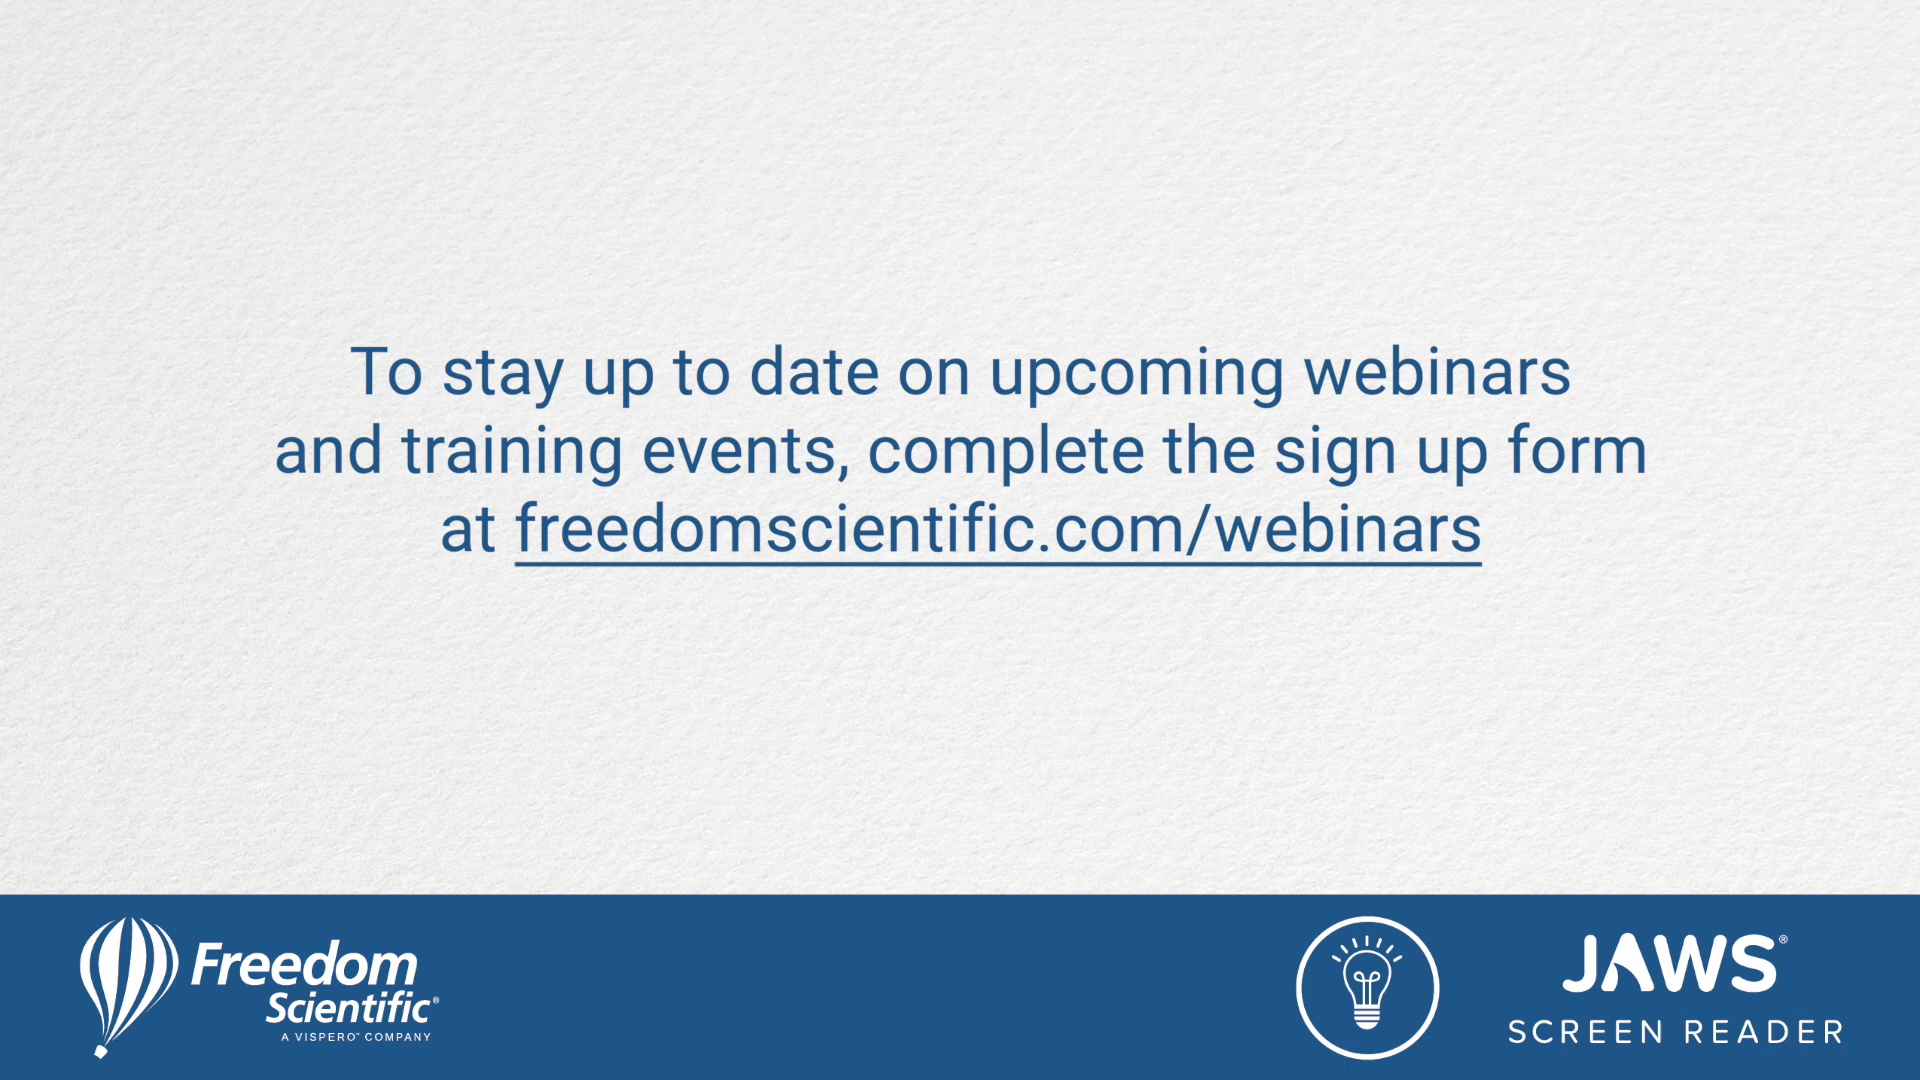 To stay up to date on upcoming webinars
and training events, complete the sign up form
at freedomscientific.com/webinars
Freedom
Scientific®
A VISPERO™ COMPANY
JAWS®
SCREEN READER